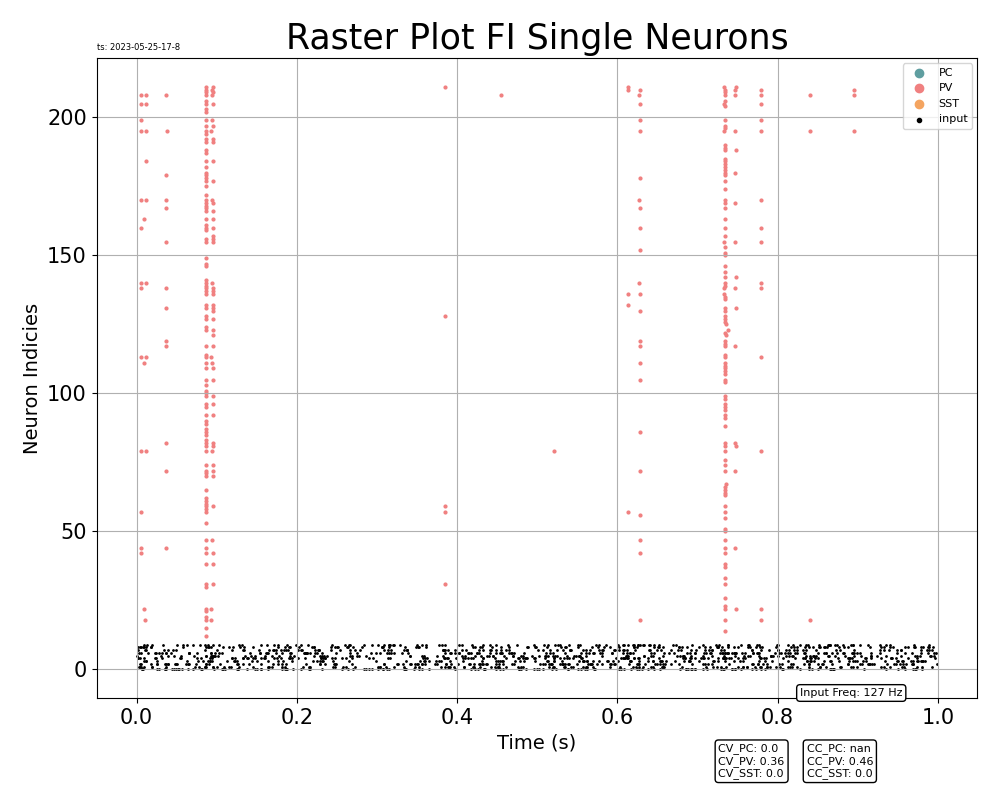 Raster Plot FI Single Neurons
ts: 2023-05-25-17-8
PC
PV
SST
input
200
150
100
50
0
Neuron Indicies
0.0 0.2 0.4 0.6 0.8 1.0
Input Freq: 127 Hz
Time (s)
CV_PC: 0.0
CV_PV: 0.36
CV_SST: 0.0
CC_PC: nan
CC_PV: 0.46
CC_SST: 0.0